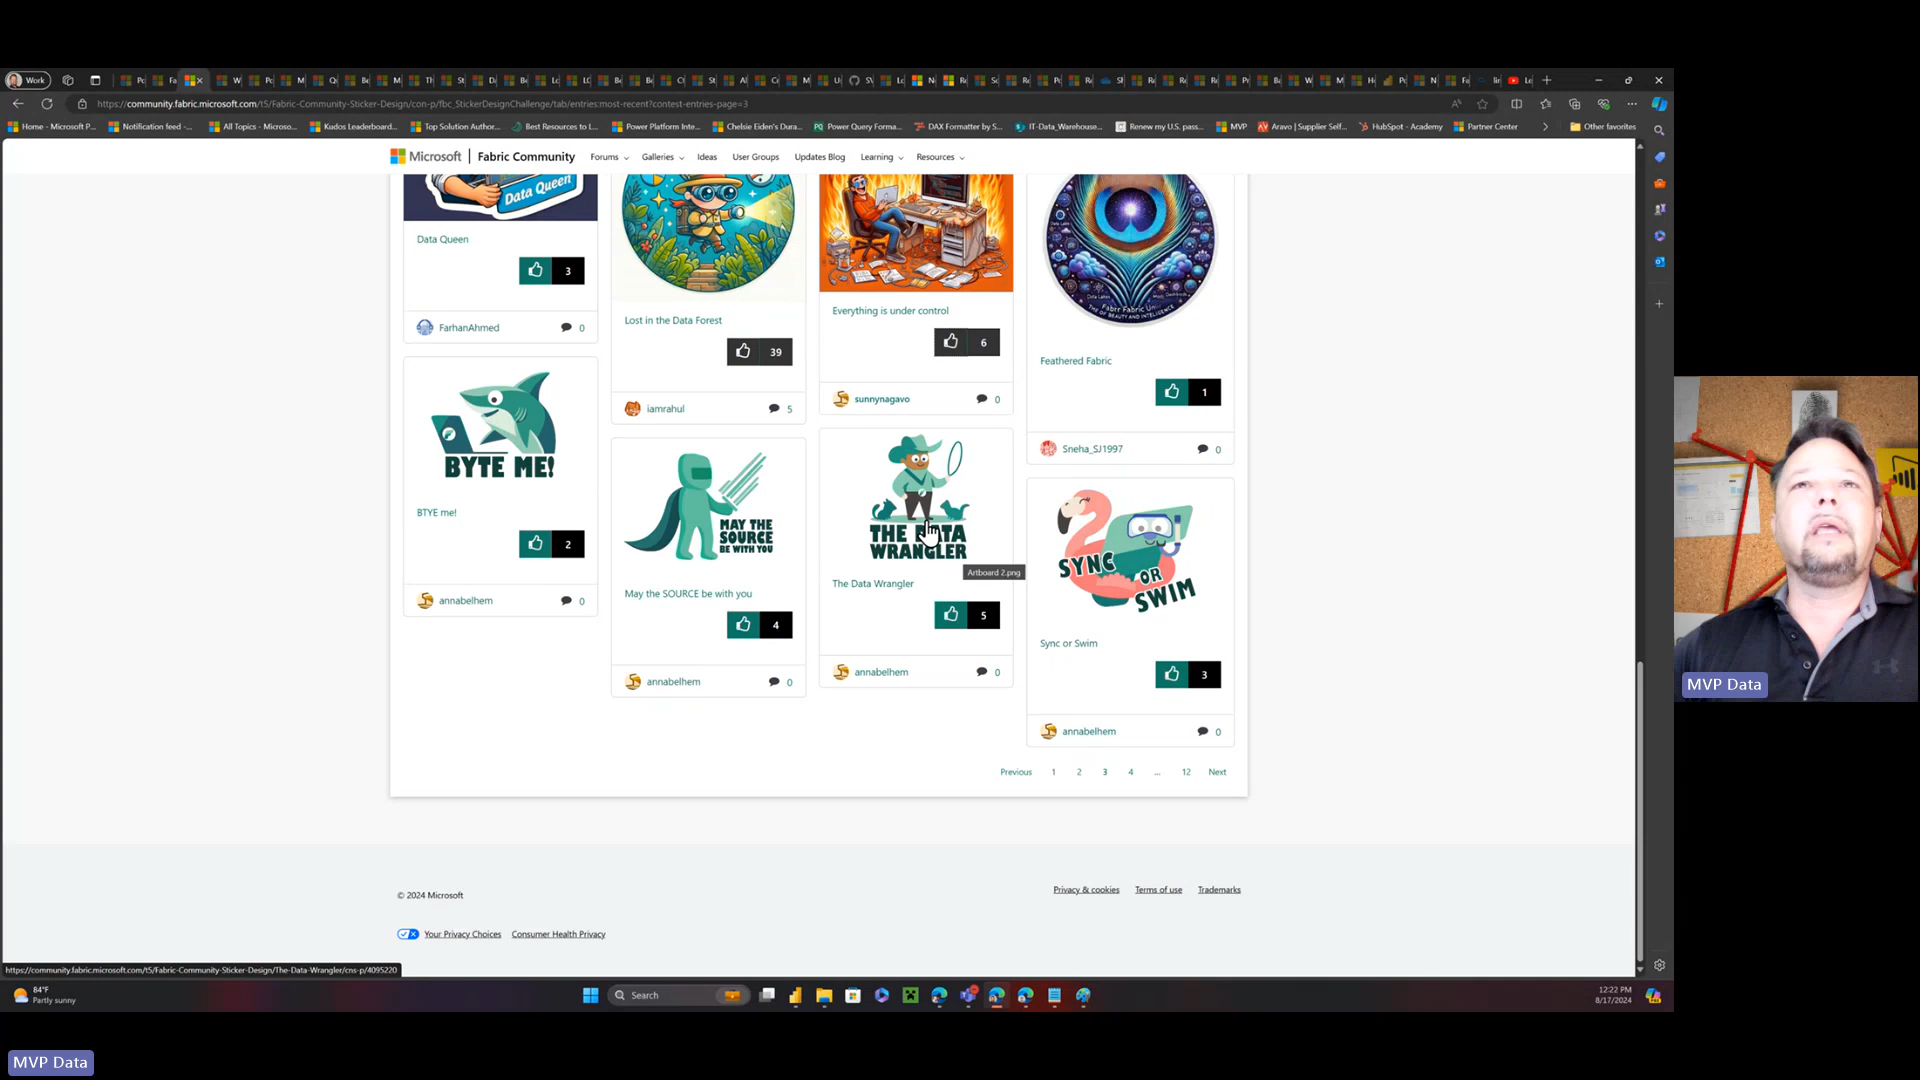 Work
https://community.fabric.microsoft.com/t5/Fabric-Community-Sticker-Design/con-p/fbc_StickerDesignChallenge/tab/entries:most-recent?contest-entries-page=3
Home - Microsoft P...
Notification feed -...
All Topics - Microso...
Kudos Leaderboard...
Top Solution Author...
Best Resources to L...
Power Platform Inte...
Chelsie Eiden's Dura...
Power Query Forma...
DAX Formatter by S...
IT-Data_Warehouse...
Renew my U.S. pass...
MVP
Aravo | Supplier Self...
HubSpot - Academy
Partner Center
Other favorites
Microsoft | Fabric Community
Forums
Galleries
Ideas
User Groups
Updates Blog
Learning
Resources
Data Queen
Data Queen
3
FarhanAhmed
0
BYTE ME!
BTYE me!
2
annabelhem
0
Lost in the Data Forest
39
iamrahul
5
MAY THE
SOURCE
BE WITH YOU
May the SOURCE be with you
4
annabelhem
0
Everything is under control
6
sunnynagavo
0
THE DATA
WRANGLER
Artboard 2.png
The Data Wrangler
5
annabelhem
0
Feathered Fabric
1
Sneha_SJ1997
0
SYNC
OR
SWIM
Sync or Swim
3
annabelhem
0
Previous 1 2 3 4 ... 12 Next
© 2024 Microsoft
Privacy & cookies
Terms of use
Trademarks
Your Privacy Choices
Consumer Health Privacy
https://community.fabric.microsoft.com/t5/Fabric-Community-Sticker-Design/The-Data-Wrangler/cns-p/4095220
84°F
Partly sunny
Search
12:22 PM
8/17/2024
MVP Data
MVP Data